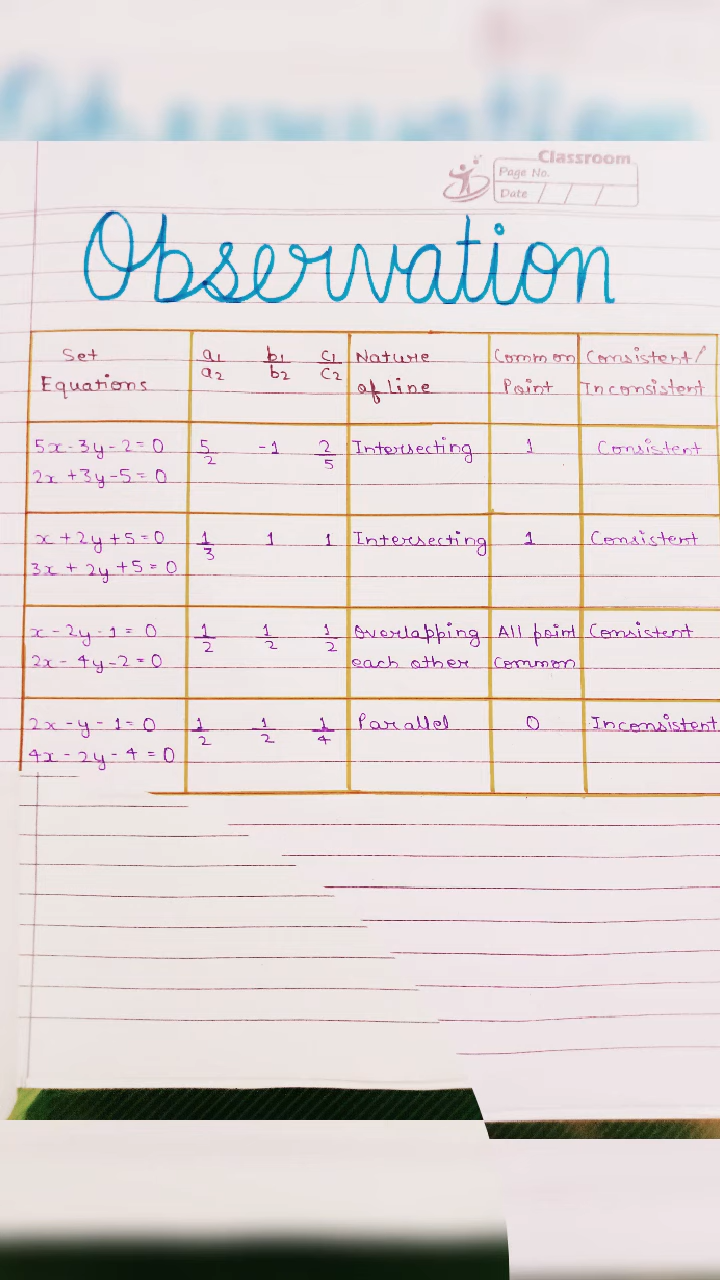 Classroom
Page No.
Date
Observation
Set Equations a1/a2 b1/b2 C1/C2 Nature of line Common Point Consistent/Inconsistent
5x-3y-2=0 5/2 -1 2/5 Intersecting 1 Consistent
2x+3y-5=0
x+2y+5=0 1/3 1 1 Intersecting 1 Consistent
3x+2y+5=0
x-2y-1=0 1/2 1/2 1/2 Overlapping All point Consistent
2x-4y-2=0 each other common
2x-y-1=0 1/2 1/2 1/4 Parallel 0 Inconsistent
4x-2y-4=0